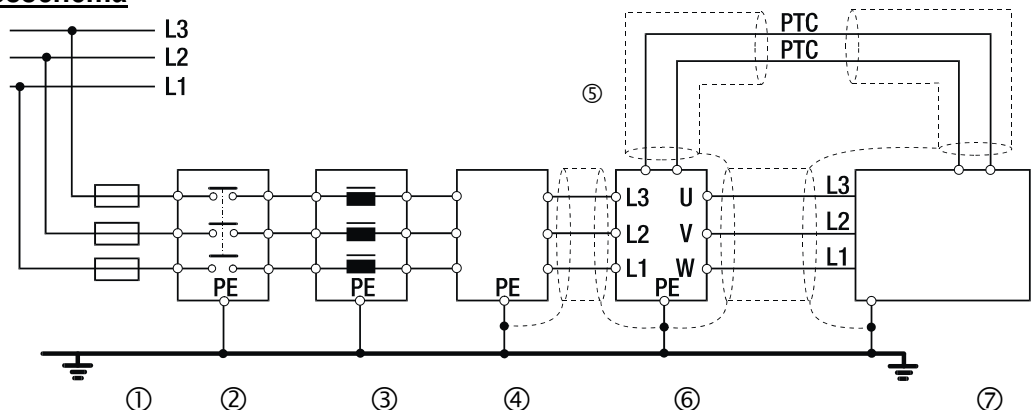 L3
PTC
L2
PTC
L1
⑤
L3 U L3
L2 V L2
L1 W L1
PE PE PE PE
① ② ③ ④ ⑥ ⑦